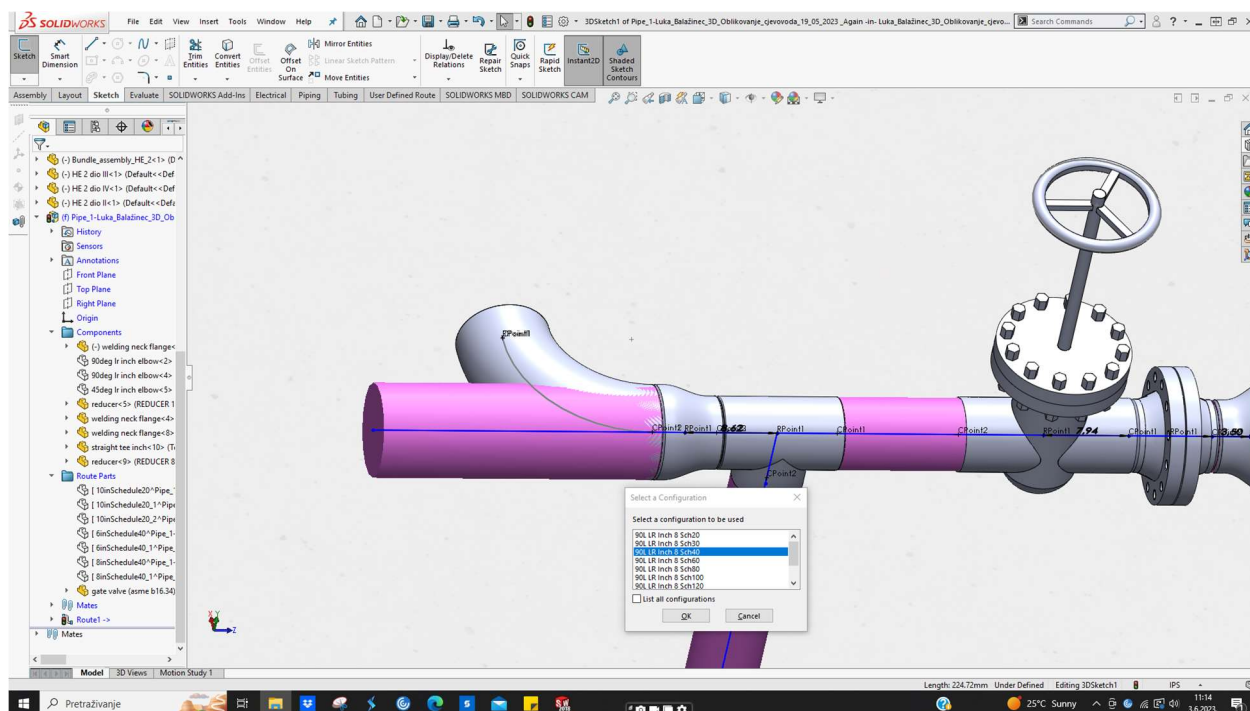 SOLIDWORKS File Edit View Insert Tools Window Help 3DSketch1 of Pipe_1-Luka_Balažinec_3D_Oblikovanje_cjevovoda_19_05_2023 _Again -in- Luka_Balažinec_3D_Oblikovanje_cjevo... Search Commands
Sketch Smart Dimension Trim Entities Convert Entities Offset Entities Offset On Surface Mirror Entities Linear Sketch Pattern Move Entities Display/Delete Relations Repair Sketch Quick Snaps Rapid Sketch Instant2D Shaded Sketch Contours
Assembly Layout Sketch Evaluate SOLIDWORKS Add-Ins Electrical Piping Tubing User Defined Route SOLIDWORKS MBD SOLIDWORKS CAM
(-) Bundle_assembly_HE_2<1> (D
(-) HE 2 dio III<1> (Default<<Def
(-) HE 2 dio IV<1> (Default<<Def
(-) HE 2 dio II<1> (Default<<Defa
(f) Pipe_1-Luka_Balažinec_3D_Ob
History
Sensors
Annotations
Front Plane
Top Plane
Right Plane
Origin
Components
(-) welding neck flange<
90deg lr inch elbow<2>
90deg lr inch elbow<4>
45deg lr inch elbow<5>
reducer<5> (REDUCER 1
welding neck flange<4>
welding neck flange<8>
straight tee inch<10> (T
reducer<9> (REDUCER 8
Route Parts
[ 10inSchedule20^Pipe_
[ 10inSchedule20_1^Pipe
[ 10inSchedule20_2^Pipe
[ 6inSchedule40^Pipe_1-
[ 6inSchedule40_1^Pipe_
[ 8inSchedule40^Pipe_1-
[ 8inSchedule40_1^Pipe_
gate valve (asme b16.34)
Mates
Route1 ->
Mates
CPoint2 RPoint1 RPoint1 CPoint1 CPoint2 RPoint1 7,94 CPoint1 RPoint1 3,50
CPoint2
Select a Configuration
Select a configuration to be used
90L LR Inch 8 Sch20
90L LR Inch 8 Sch30
90L LR Inch 8 Sch40
90L LR Inch 8 Sch60
90L LR Inch 8 Sch80
90L LR Inch 8 Sch100
90L LR Inch 8 Sch120
List all configurations
OK Cancel
X Y Z
Model 3D Views Motion Study 1
Length: 224.72mm Under Defined Editing 3DSketch1 IPS
Pretraživanje 25°C Sunny 11:14
3.6.2023.